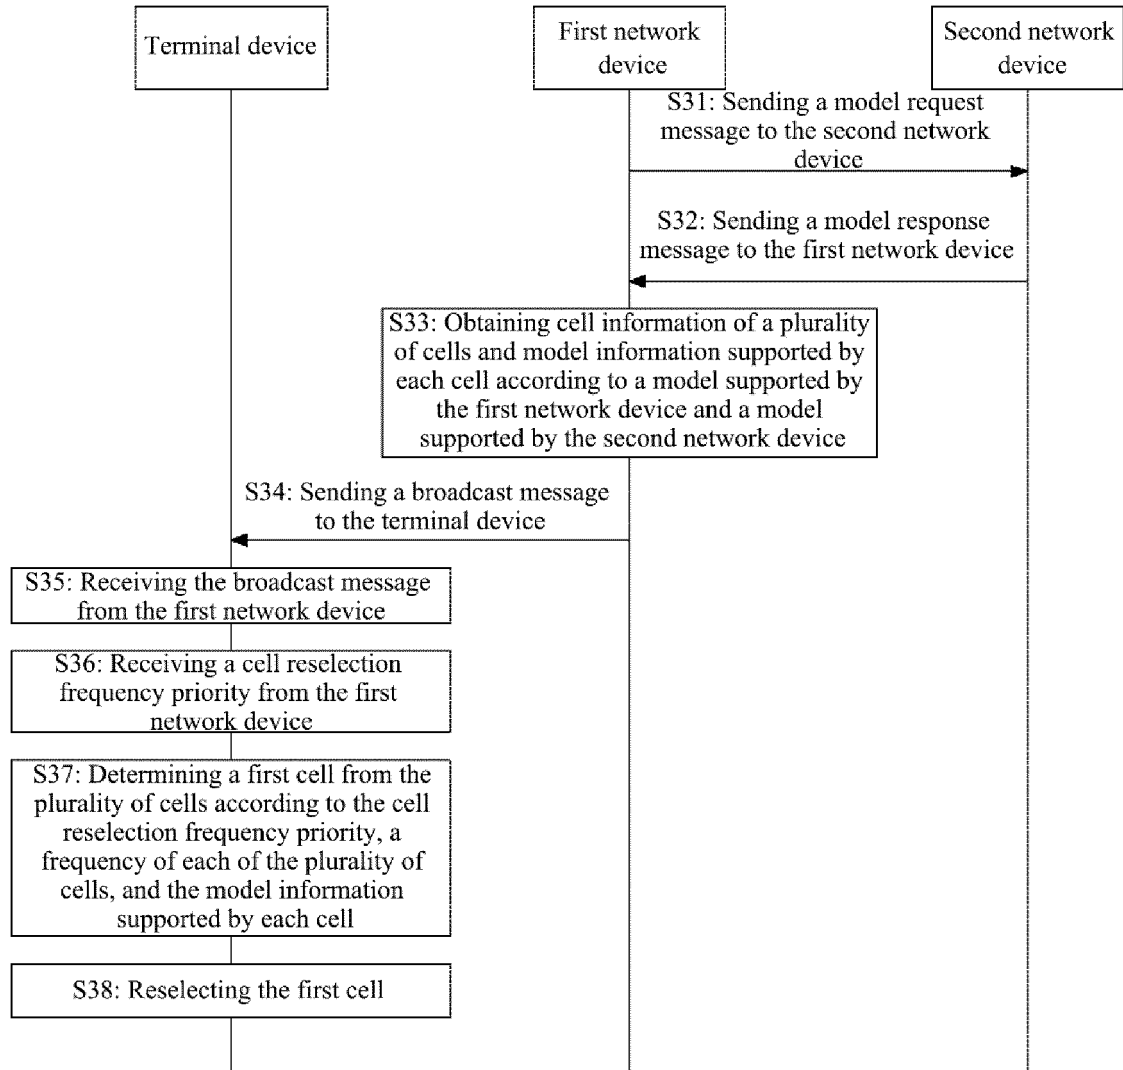 Terminal device
First network
device
Second network
device
S31: Sending a model request
message to the second network
device
S32: Sending a model response
message to the first network device
S33: Obtaining cell information of a plurality
of cells and model information supported by
each cell according to a model supported by
the first network device and a model
supported by the second network device
S34: Sending a broadcast message
to the terminal device
S35: Receiving the broadcast message
from the first network device
S36: Receiving a cell reselection
frequency priority from the first
network device
S37: Determining a first cell from the
plurality of cells according to the cell
reselection frequency priority, a
frequency of each of the plurality of
cells, and the model information
supported by each cell
S38: Reselecting the first cell